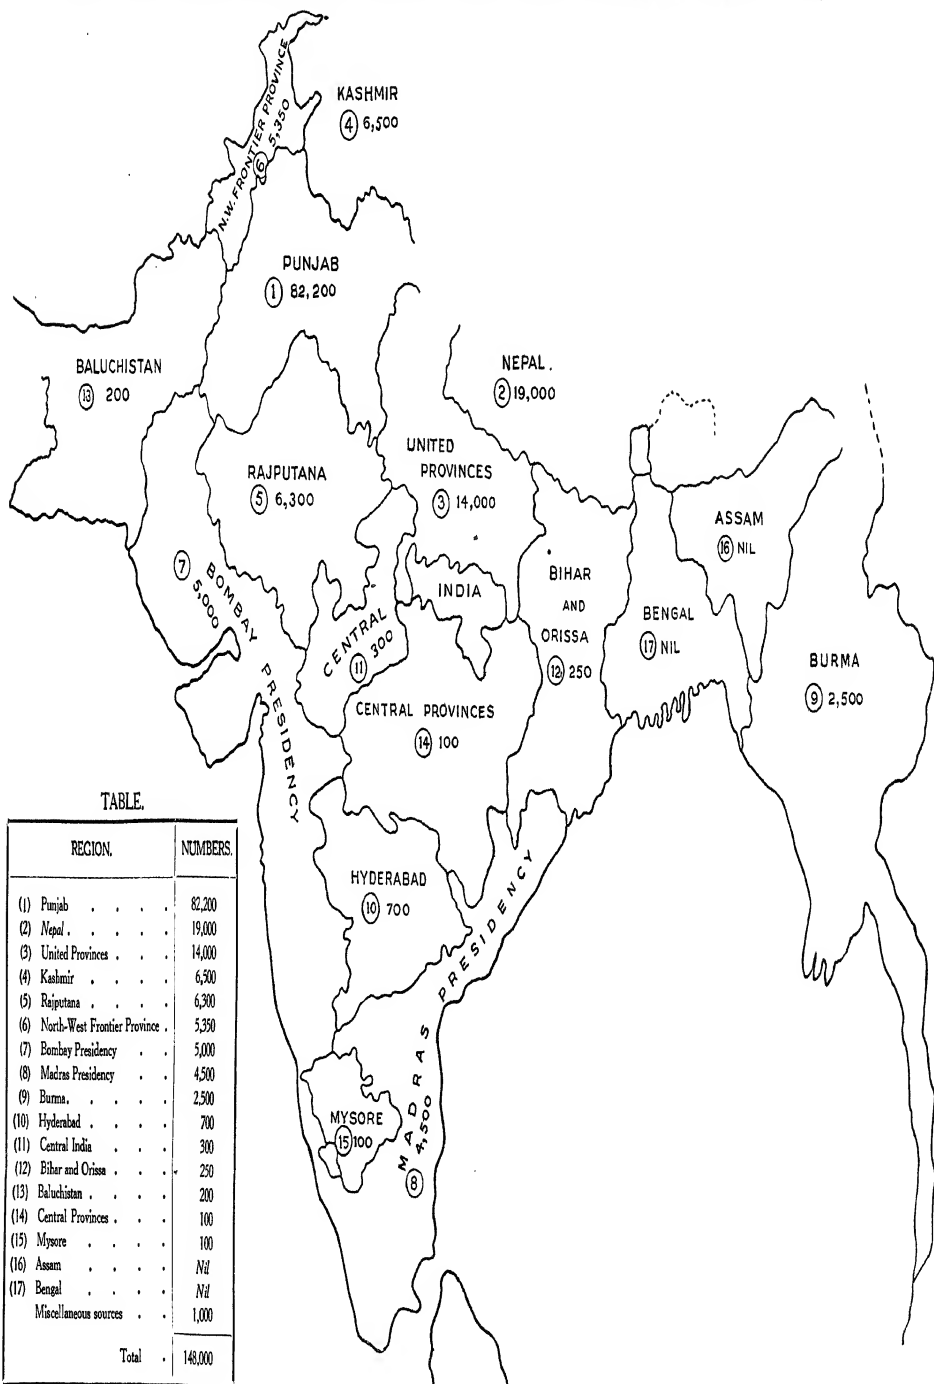 KASHMIR
④ 6,500
N.W. FRONTIER PROVINCE
⑥ 5,350
PUNJAB
① 82,200
BALUCHISTAN
⑬ 200
NEPAL.
② 19,000
UNITED
PROVINCES
③ 14,000
RAJPUTANA
⑤ 6,300
ASSAM
⑯ NIL
BOMBAY PRESIDENCY
⑦ 5,000
CENTRAL INDIA
⑪ 300
BIHAR
AND
ORISSA
⑫ 250
BENGAL
⑰ NIL
BURMA
⑨ 2,500
CENTRAL PROVINCES
⑭ 100
HYDERABAD
⑩ 700
MADRAS PRESIDENCY
⑧ 4,500
MYSORE
⑮ 100
TABLE.
REGION. NUMBERS.
(1) Punjab . . . . 82,200
(2) Nepal . . . . . 19,000
(3) United Provinces . . . 14,000
(4) Kashmir . . . . 6,500
(5) Rajputana . . . . 6,300
(6) North-West Frontier Province . 5,350
(7) Bombay Presidency . . 5,000
(8) Madras Presidency . . 4,500
(9) Burma. . . . . 2,500
(10) Hyderabad . . . . 700
(11) Central India . . . 300
(12) Bihar and Orissa . . . 250
(13) Baluchistan . . . . 200
(14) Central Provinces . . . 100
(15) Mysore . . . . 100
(16) Assam . . . . Nil
(17) Bengal . . . . Nil
Miscellaneous sources . . 1,000
Total . 148,000